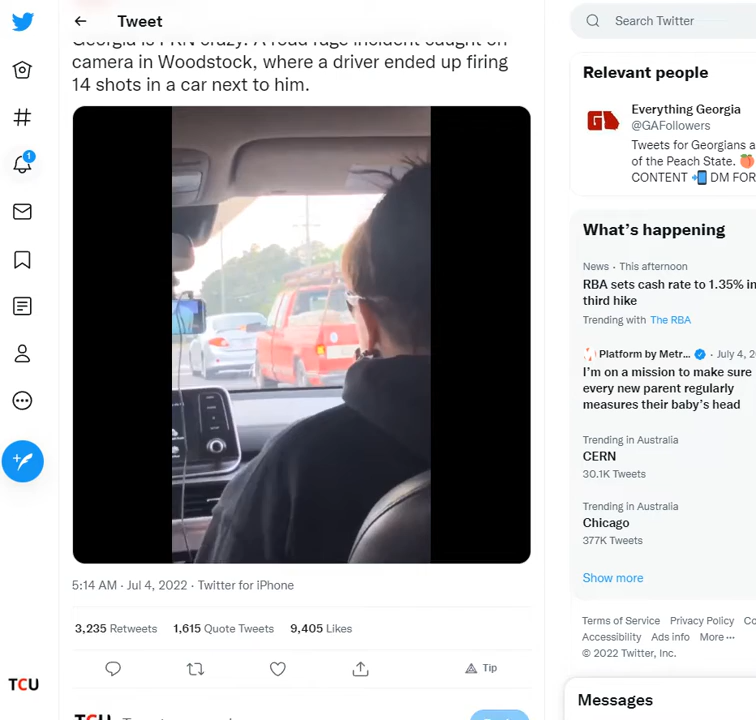 Tweet
Search Twitter
camera in Woodstock, where a driver ended up firing
14 shots in a car next to him.
5:14 AM · Jul 4, 2022 · Twitter for iPhone
3,235 Retweets 1,615 Quote Tweets 9,405 Likes
Tip
TCU
1
Relevant people
Everything Georgia
@GAFollowers
Tweets for Georgians a
of the Peach State. 🍑
CONTENT 📲 DM FOR
What's happening
News · This afternoon
RBA sets cash rate to 1.35% in
third hike
Trending with The RBA
Platform by Metr... · July 4, 2
I'm on a mission to make sure
every new parent regularly
measures their baby's head
Trending in Australia
CERN
30.1K Tweets
Trending in Australia
Chicago
377K Tweets
Show more
Terms of Service Privacy Policy Co
Accessibility Ads info More ···
© 2022 Twitter, Inc.
Messages